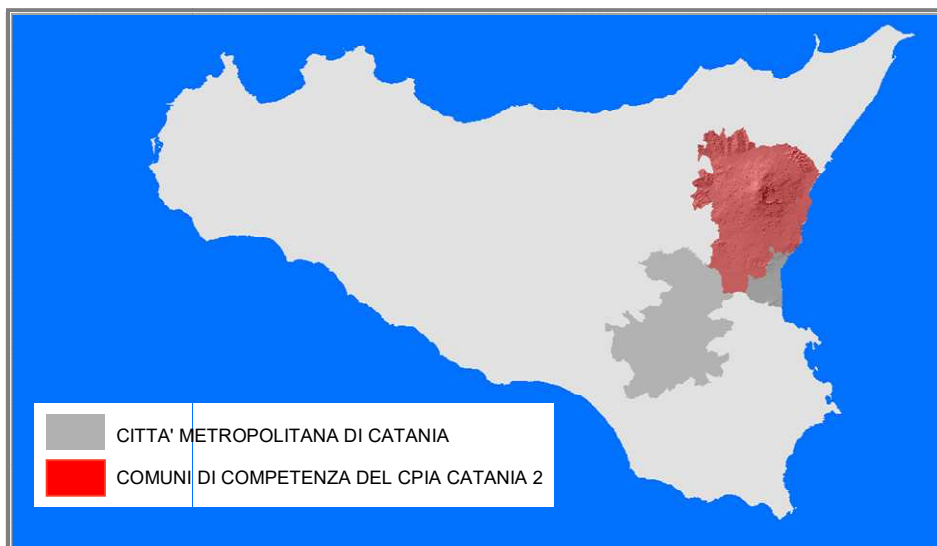 CITTA' METROPOLITANA DI CATANIA
COMUNI DI COMPETENZA DEL CPIA CATANIA 2